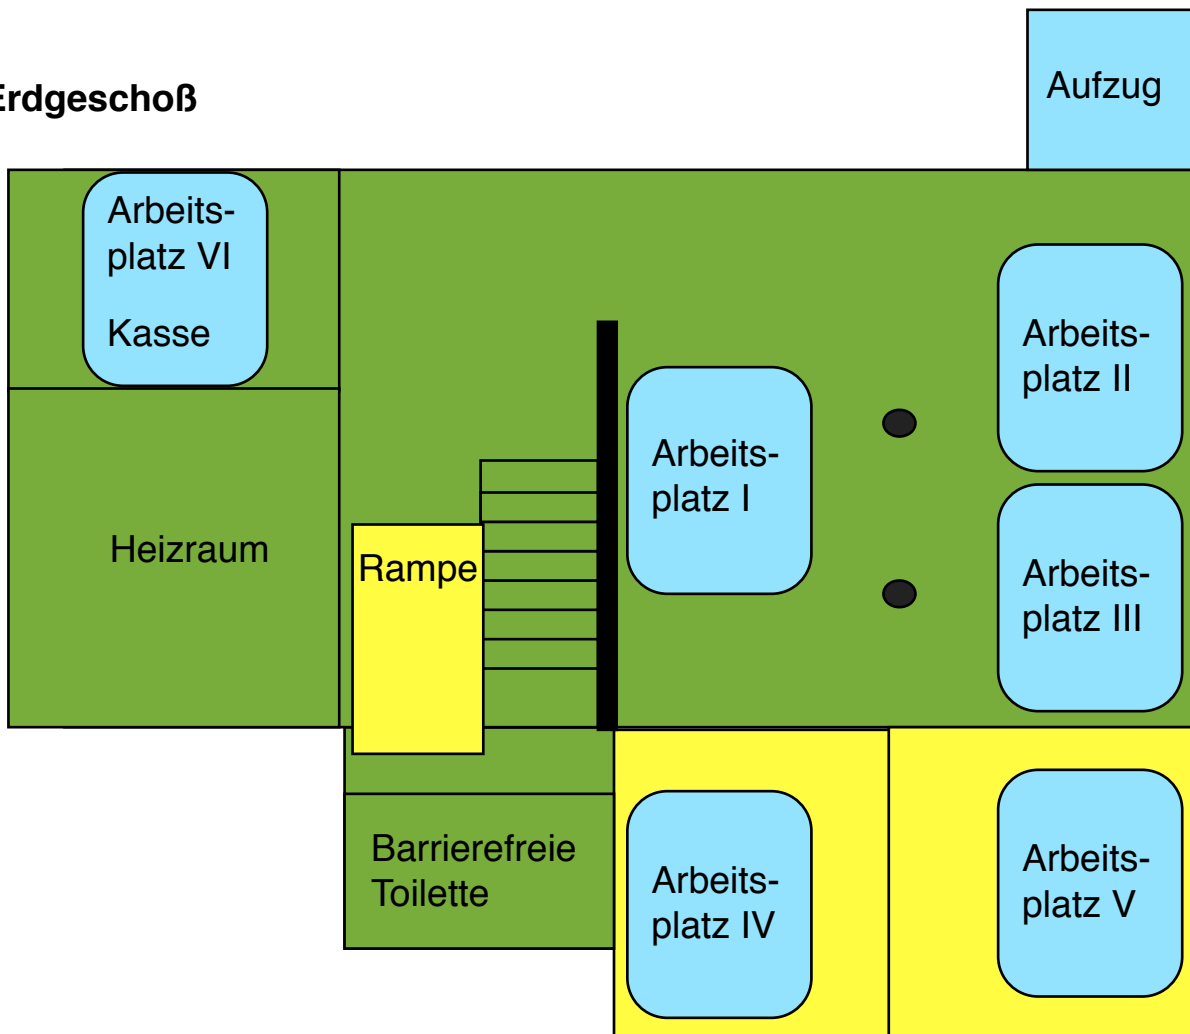 Erdgeschoß
Aufzug
Arbeits-
platz VI
Kasse
Arbeits-
platz II
Arbeits-
platz I
Heizraum
Rampe
Arbeits-
platz III
Barrierefreie
Toilette
Arbeits-
platz IV
Arbeits-
platz V